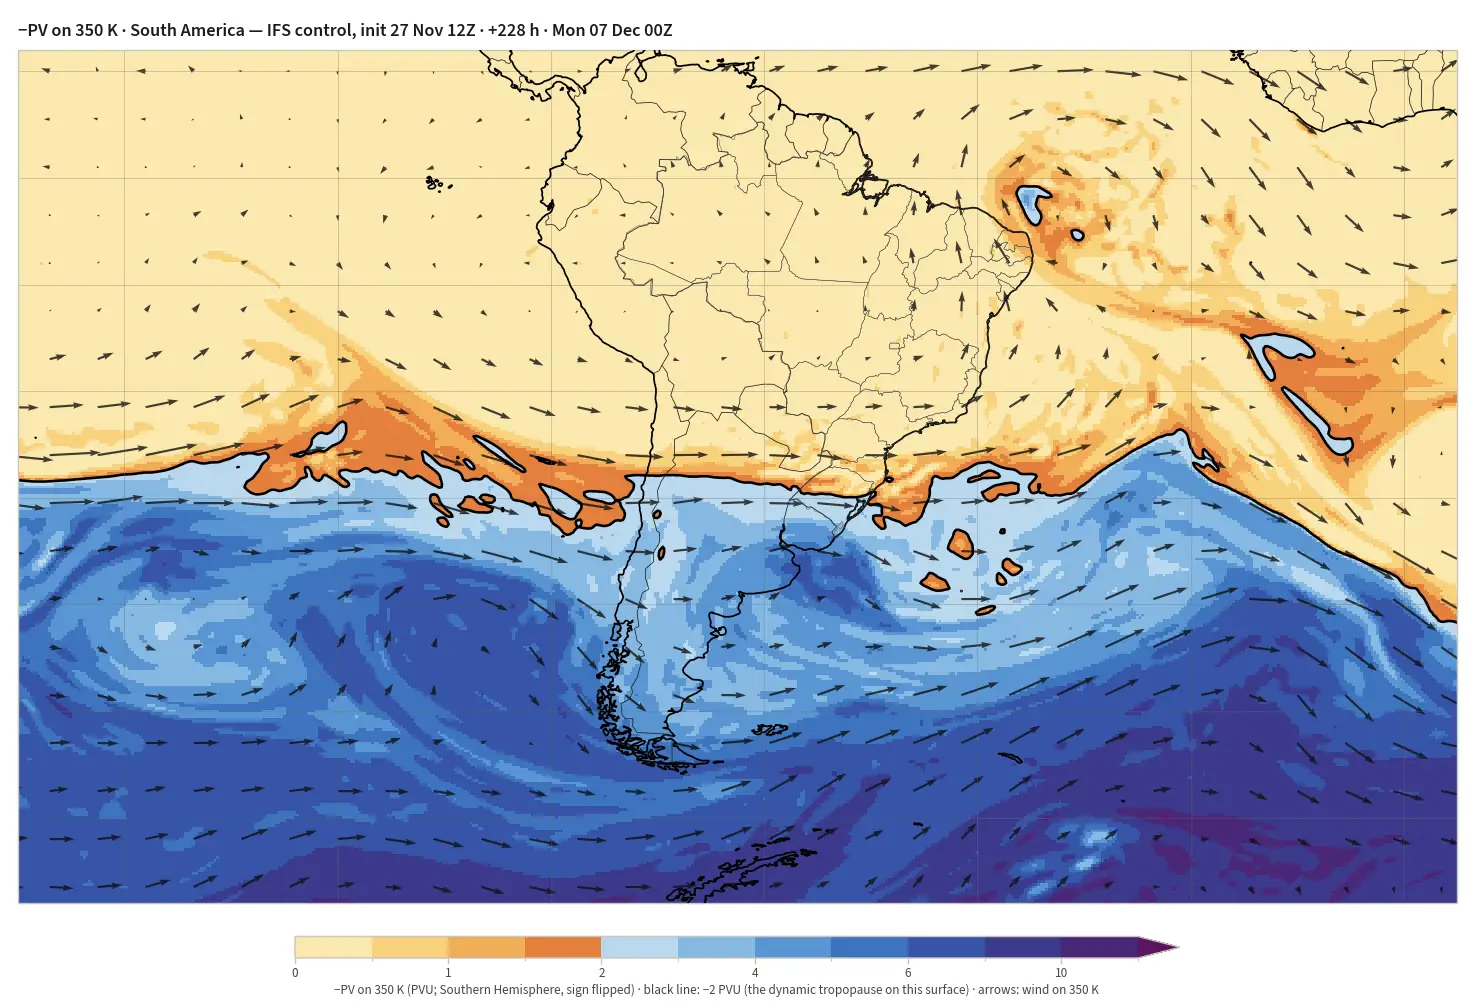 −PV on 350 K · South America — IFS control, init 27 Nov 12Z · +228 h · Mon 07 Dec 00Z
0 1 2 4 6 10
−PV on 350 K (PVU; Southern Hemisphere, sign flipped) · black line: −2 PVU (the dynamic tropopause on this surface) · arrows: wind on 350 K